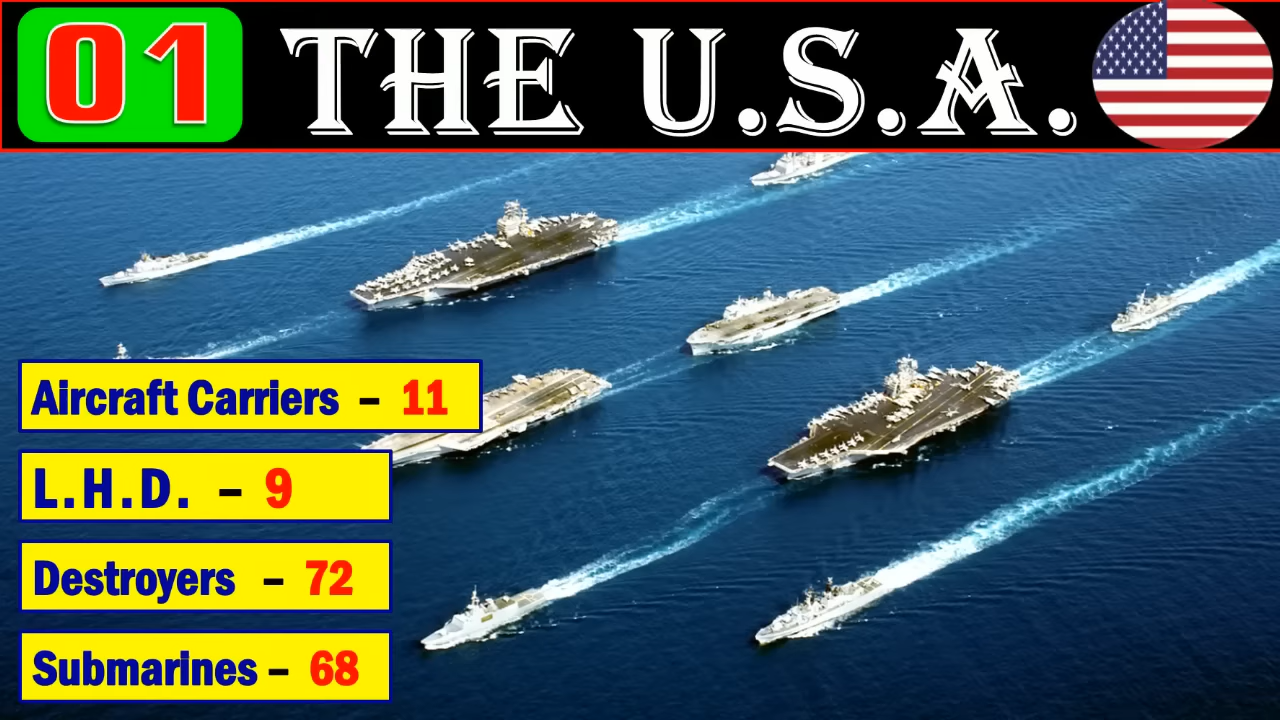 01 THE U.S.A.
Aircraft Carriers – 11
L.H.D. – 9
Destroyers – 72
Submarines – 68